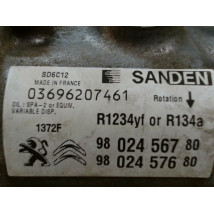 SD6C12
MADE IN FRANCE
SANDEN
03696207461
OIL : SPA-2 or EQUIV.
VARIABLE DISP.
Rotation ↓
1372F
R1234yf or R134a
98 024 567 80
98 024 576 80